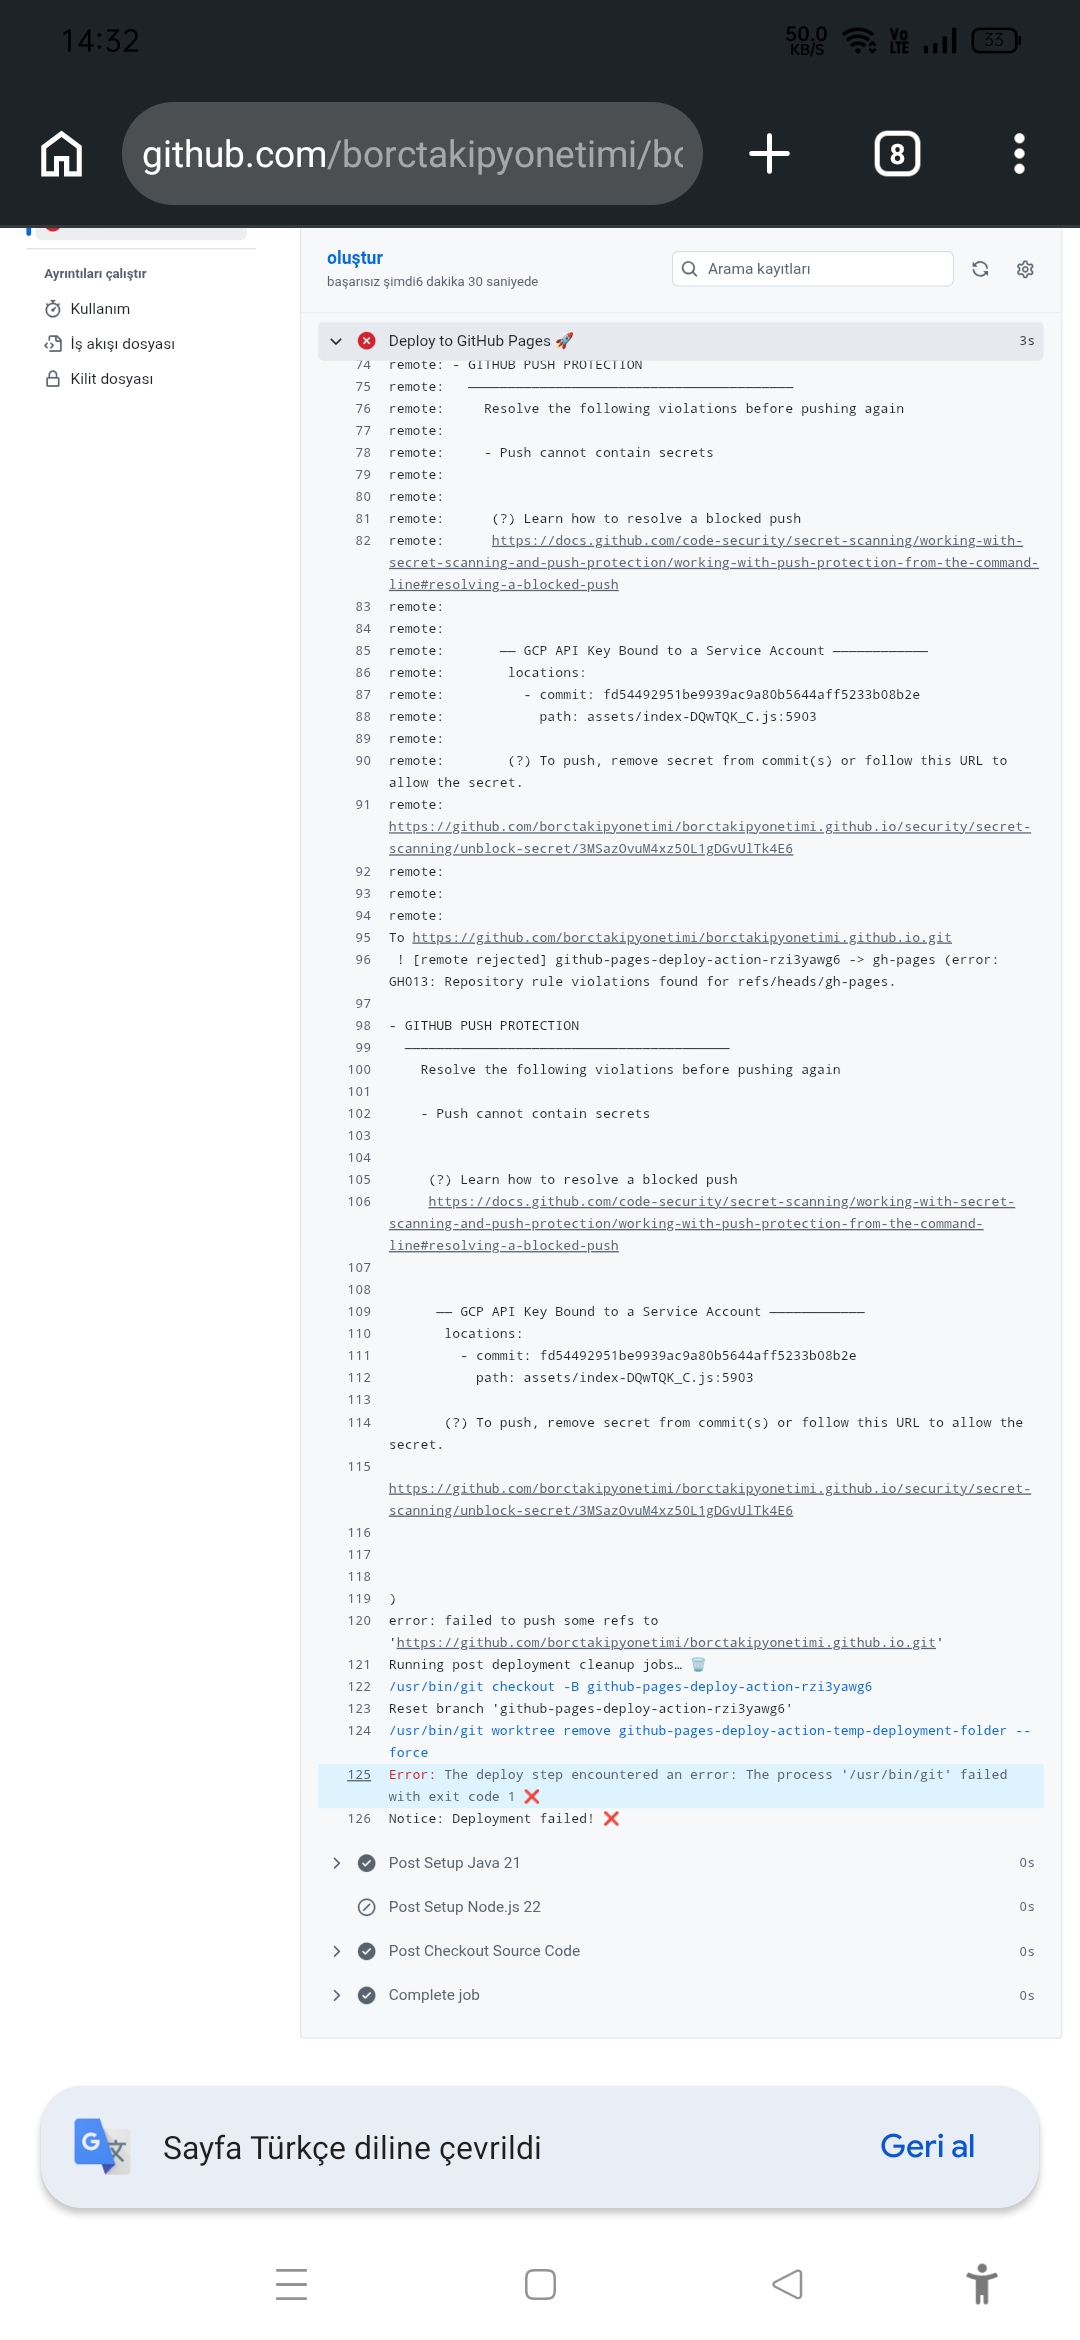 14:32
50.0 KB/S
Vo LTE
33
github.com/borctakipyonetimi/bo
8
Ayrıntıları çalıştır
Kullanım
İş akışı dosyası
Kilit dosyası
oluştur
başarısız şimdi6 dakika 30 saniyede
Arama kayıtları
Deploy to GitHub Pages 🚀 3s
74 remote: - GITHUB PUSH PROTECTION
75 remote: —————————————————————————————————————————
76 remote: Resolve the following violations before pushing again
77 remote:
78 remote: - Push cannot contain secrets
79 remote:
80 remote:
81 remote: (?) Learn how to resolve a blocked push
82 remote: https://docs.github.com/code-security/secret-scanning/working-with-
secret-scanning-and-push-protection/working-with-push-protection-from-the-command-
line#resolving-a-blocked-push
83 remote:
84 remote:
85 remote: —— GCP API Key Bound to a Service Account ————————————
86 remote: locations:
87 remote: - commit: fd54492951be9939ac9a80b5644aff5233b08b2e
88 remote: path: assets/index-DQwTQK_C.js:5903
89 remote:
90 remote: (?) To push, remove secret from commit(s) or follow this URL to
allow the secret.
91 remote:
https://github.com/borctakipyonetimi/borctakipyonetimi.github.io/security/secret-
scanning/unblock-secret/3MSazOvuM4xz50L1gDGvUlTk4E6
92 remote:
93 remote:
94 remote:
95 To https://github.com/borctakipyonetimi/borctakipyonetimi.github.io.git
96 ! [remote rejected] github-pages-deploy-action-rzi3yawg6 -> gh-pages (error:
GH013: Repository rule violations found for refs/heads/gh-pages.
97
98 - GITHUB PUSH PROTECTION
99 —————————————————————————————————————————
100 Resolve the following violations before pushing again
101
102 - Push cannot contain secrets
103
104
105 (?) Learn how to resolve a blocked push
106 https://docs.github.com/code-security/secret-scanning/working-with-secret-
scanning-and-push-protection/working-with-push-protection-from-the-command-
line#resolving-a-blocked-push
107
108
109 —— GCP API Key Bound to a Service Account ————————————
110 locations:
111 - commit: fd54492951be9939ac9a80b5644aff5233b08b2e
112 path: assets/index-DQwTQK_C.js:5903
113
114 (?) To push, remove secret from commit(s) or follow this URL to allow the
secret.
115
https://github.com/borctakipyonetimi/borctakipyonetimi.github.io/security/secret-
scanning/unblock-secret/3MSazOvuM4xz50L1gDGvUlTk4E6
116
117
118
119 )
120 error: failed to push some refs to
'https://github.com/borctakipyonetimi/borctakipyonetimi.github.io.git'
121 Running post deployment cleanup jobs… 🗑️
122 /usr/bin/git checkout -B github-pages-deploy-action-rzi3yawg6
123 Reset branch 'github-pages-deploy-action-rzi3yawg6'
124 /usr/bin/git worktree remove github-pages-deploy-action-temp-deployment-folder --
force
125 Error: The deploy step encountered an error: The process '/usr/bin/git' failed
with exit code 1 ❌
126 Notice: Deployment failed! ❌
Post Setup Java 21 0s
Post Setup Node.js 22 0s
Post Checkout Source Code 0s
Complete job 0s
Sayfa Türkçe diline çevrildi
Geri al